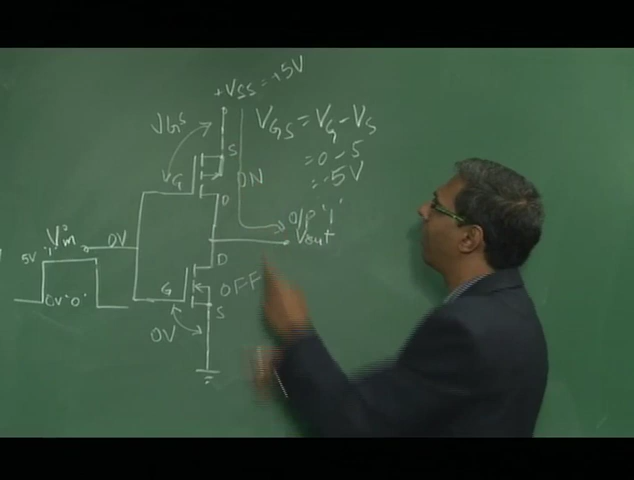 +VSS=+5V
VGS
VGS = VG - VS
= 0 - 5
= -5V
S
VG
ON
D
O/P '1'
Vout
Vin
0V
5V '1'
0V '0'
D
G
OFF
S
0V